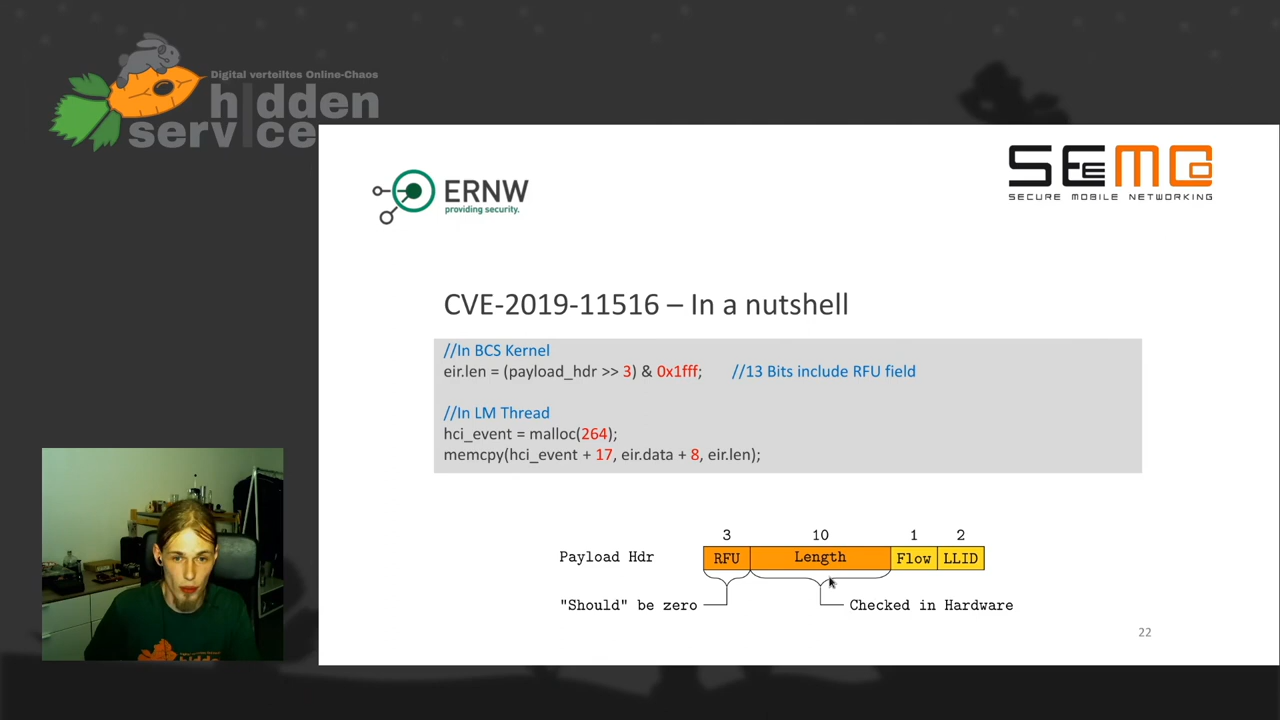 Digital verteiltes Online-Chaos
hidden
service
ERNW
providing security.
SEEMOO
SECURE MOBILE NETWORKING
CVE-2019-11516 – In a nutshell
//In BCS Kernel
eir.len = (payload_hdr >> 3) & 0x1fff; //13 Bits include RFU field
//In LM Thread
hci_event = malloc(264);
memcpy(hci_event + 17, eir.data + 8, eir.len);
3 10 1 2
Payload Hdr RFU Length Flow LLID
"Should" be zero Checked in Hardware
22